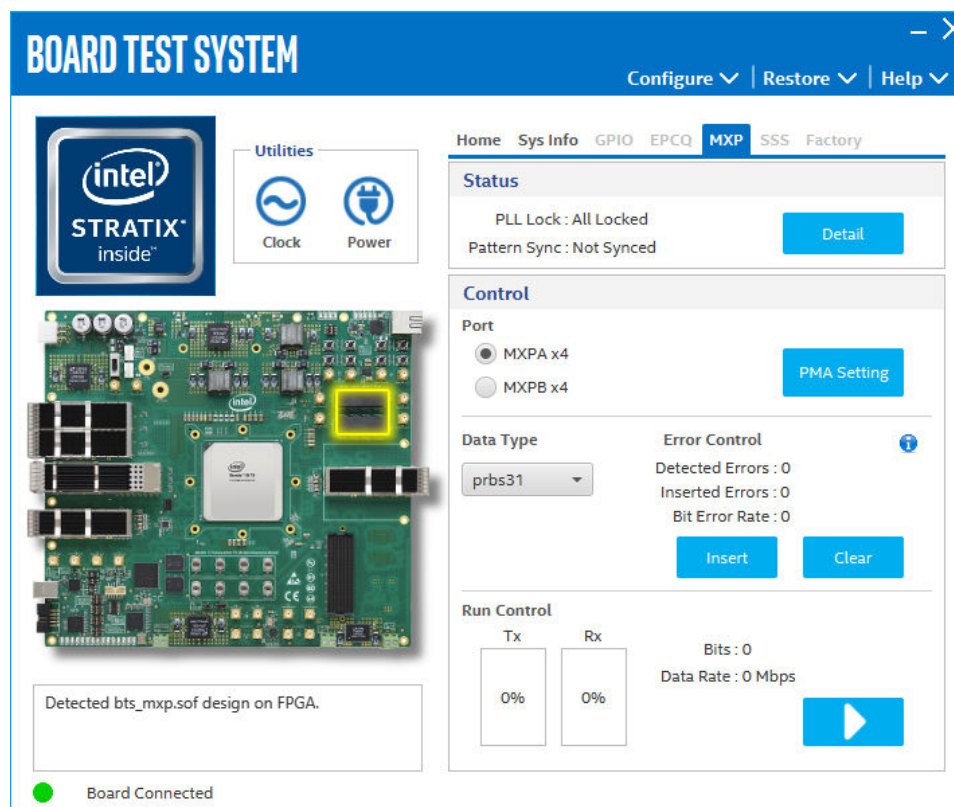 BOARD TEST SYSTEM
Configure
Restore
Help
intel
STRATIX
inside™
Utilities
Clock
Power
Home Sys Info GPIO EPCQ MXP SSS Factory
Status
PLL Lock : All Locked
Pattern Sync : Not Synced
Detail
Control
Port
MXPA x4
MXPB x4
PMA Setting
Data Type
prbs31
Error Control
Detected Errors : 0
Inserted Errors : 0
Bit Error Rate : 0
Insert
Clear
Run Control
Tx
Rx
0%
0%
Bits : 0
Data Rate : 0 Mbps
intel
intel
Detected bts_mxp.sof design on FPGA.
Board Connected